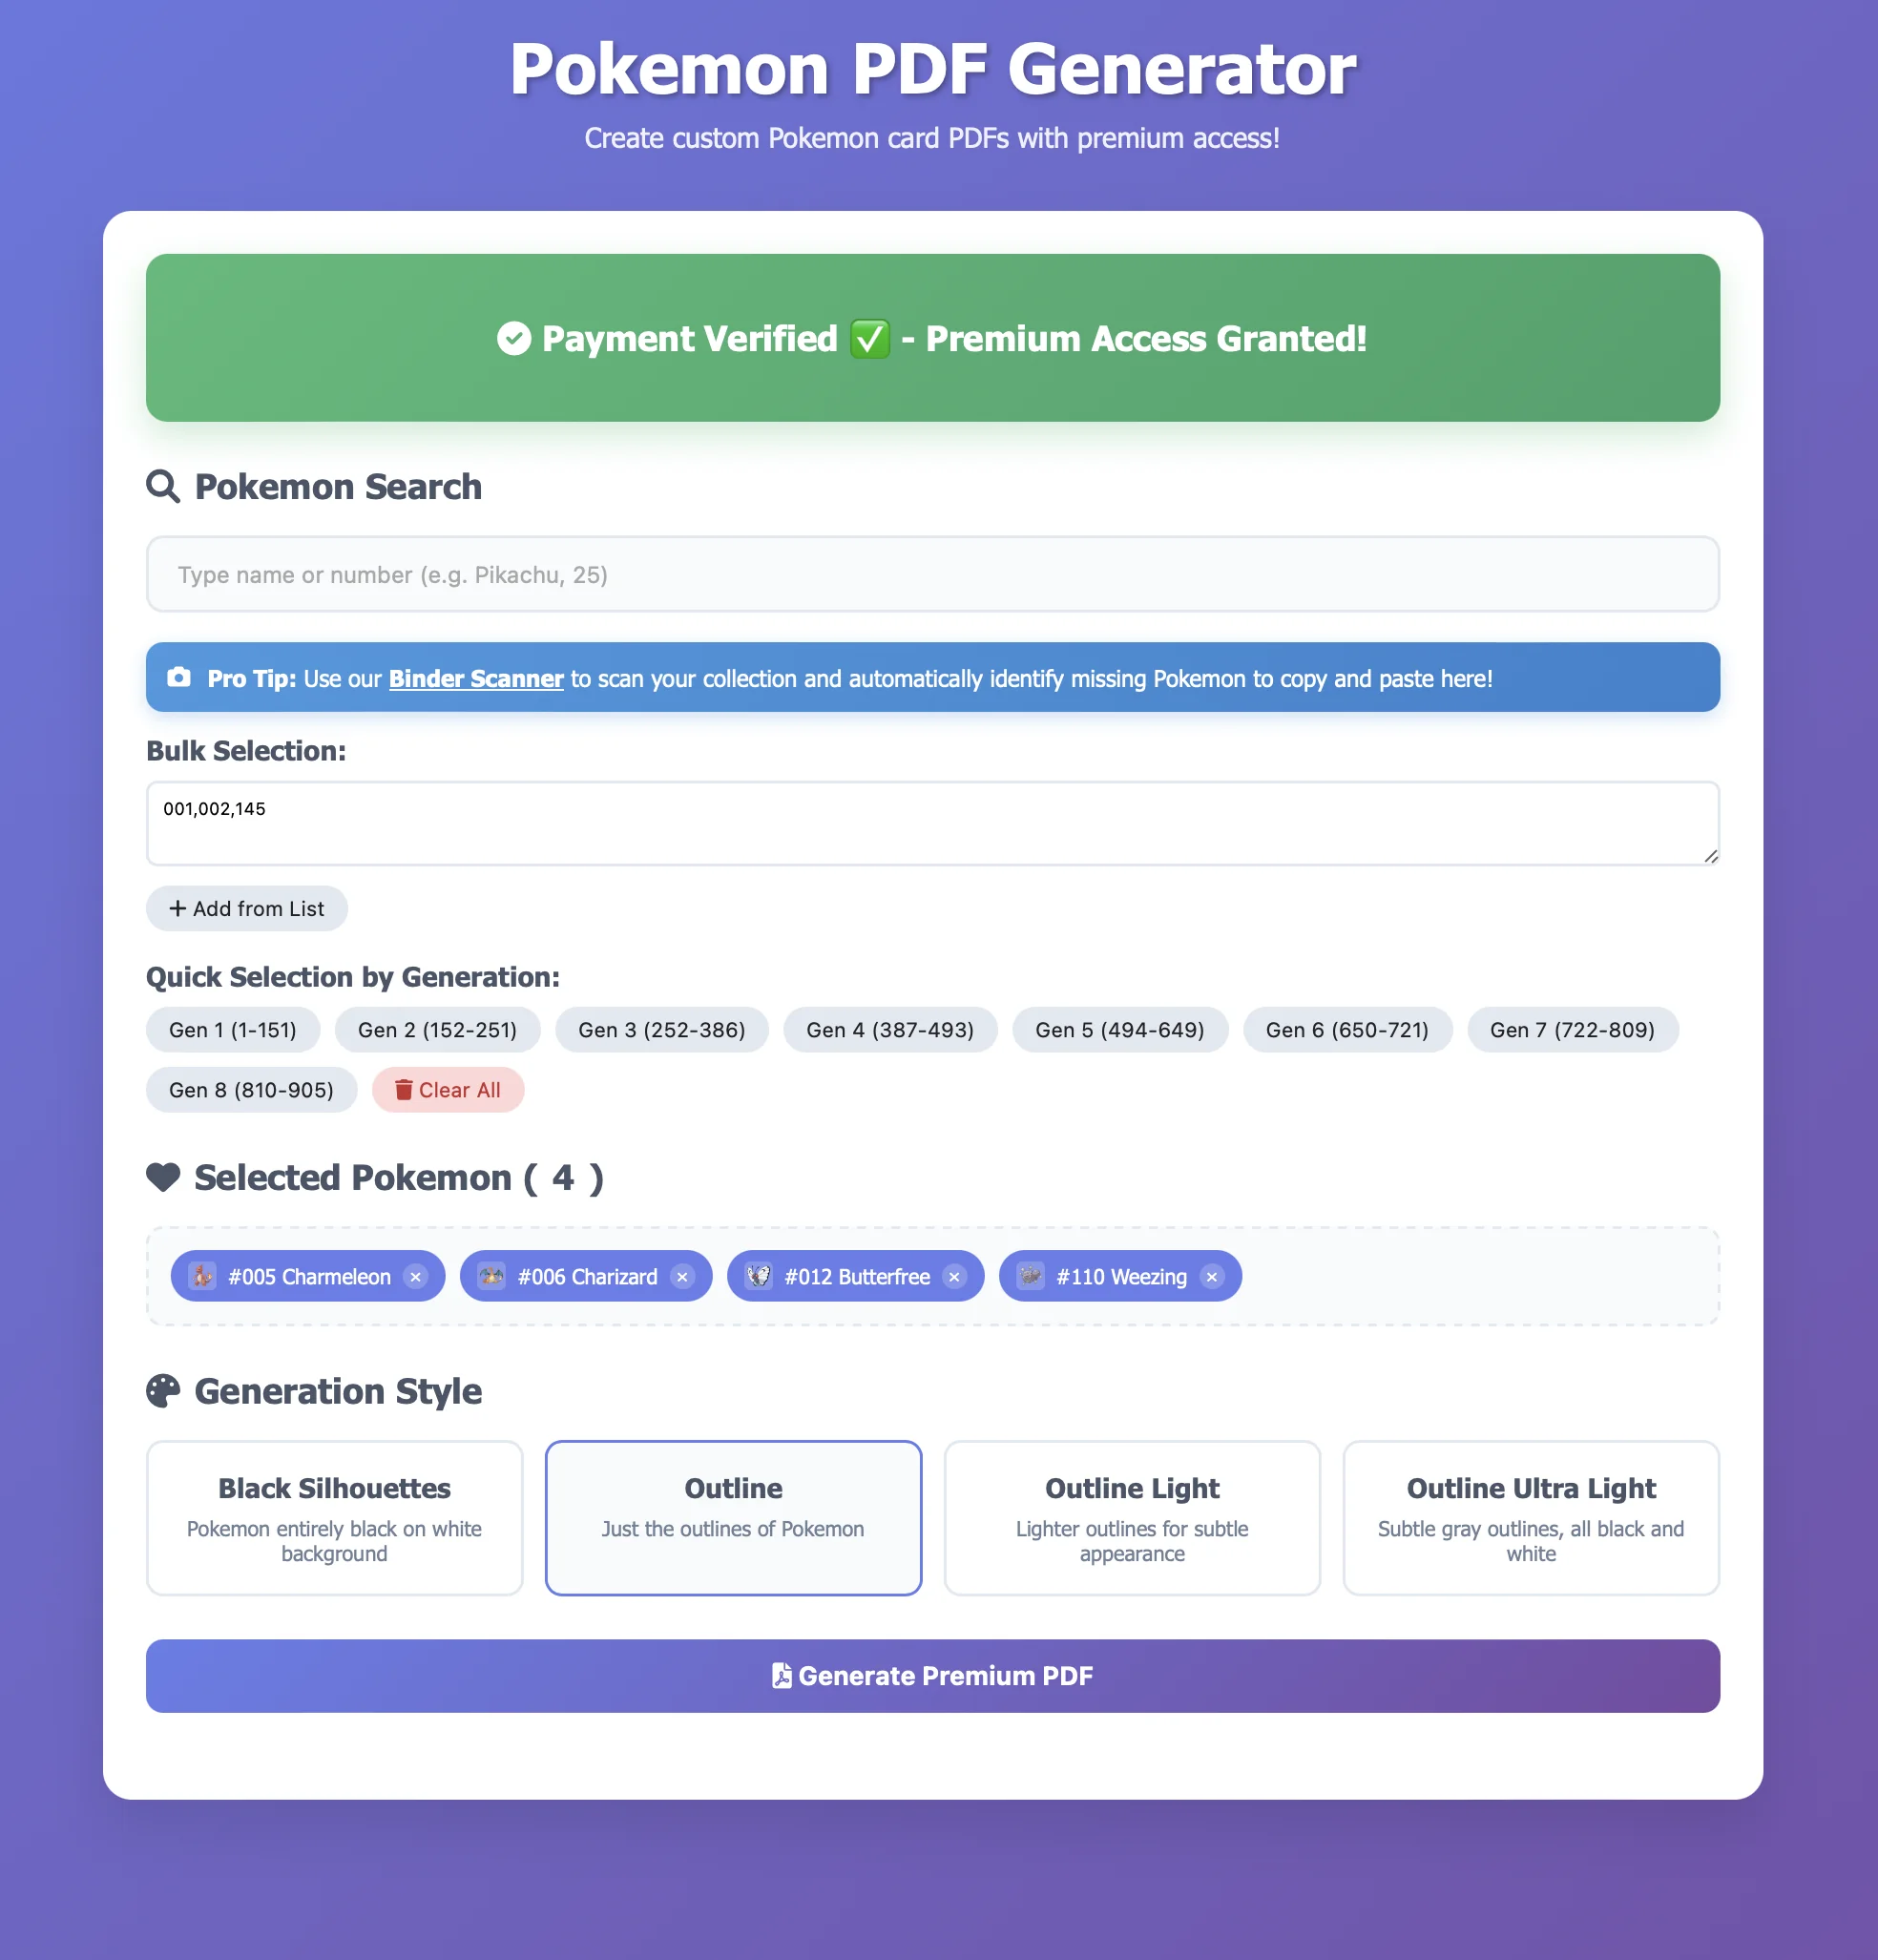 Pokemon PDF Generator
Create custom Pokemon card PDFs with premium access!
Payment Verified ✅ - Premium Access Granted!
Pokemon Search
Type name or number (e.g. Pikachu, 25)
Pro Tip: Use our Binder Scanner to scan your collection and automatically identify missing Pokemon to copy and paste here!
Bulk Selection:
001,002,145
+ Add from List
Quick Selection by Generation:
Gen 1 (1-151) Gen 2 (152-251) Gen 3 (252-386) Gen 4 (387-493) Gen 5 (494-649) Gen 6 (650-721) Gen 7 (722-809)
Gen 8 (810-905) Clear All
Selected Pokemon ( 4 )
#005 Charmeleon × #006 Charizard × #012 Butterfree × #110 Weezing ×
Generation Style
Black Silhouettes
Pokemon entirely black on white
background
Outline
Just the outlines of Pokemon
Outline Light
Lighter outlines for subtle
appearance
Outline Ultra Light
Subtle gray outlines, all black and
white
Generate Premium PDF